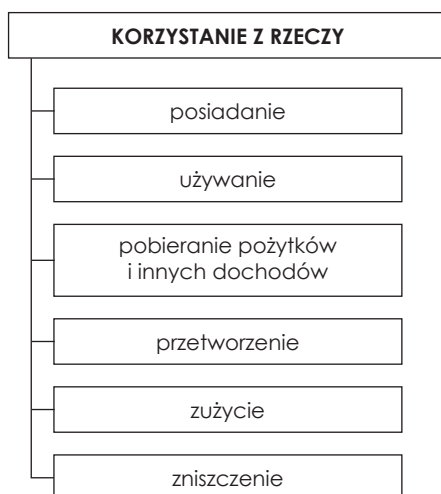 KORZYSTANIE Z RZECZY
posiadanie
używanie
pobieranie pożytków
i innych dochodów
przetworzenie
zużycie
zniszczenie